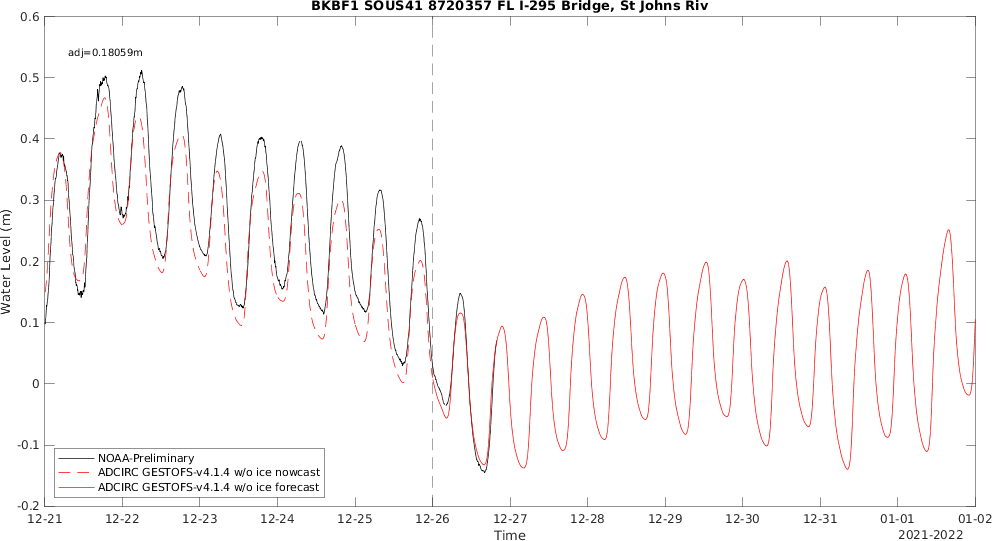 BKBF1 SOUS41 8720357 FL I-295 Bridge, St Johns Riv
0.6
adj=0.18059m
0.5
0.4
0.3
0.2
0.1
0
-0.1
-0.2
Water Level (m)
NOAA-Preliminary
ADCIRC GESTOFS-v4.1.4 w/o ice nowcast
ADCIRC GESTOFS-v4.1.4 w/o ice forecast
12-21 12-22 12-23 12-24 12-25 12-26 12-27 12-28 12-29 12-30 12-31 01-01 01-02
Time
2021-2022